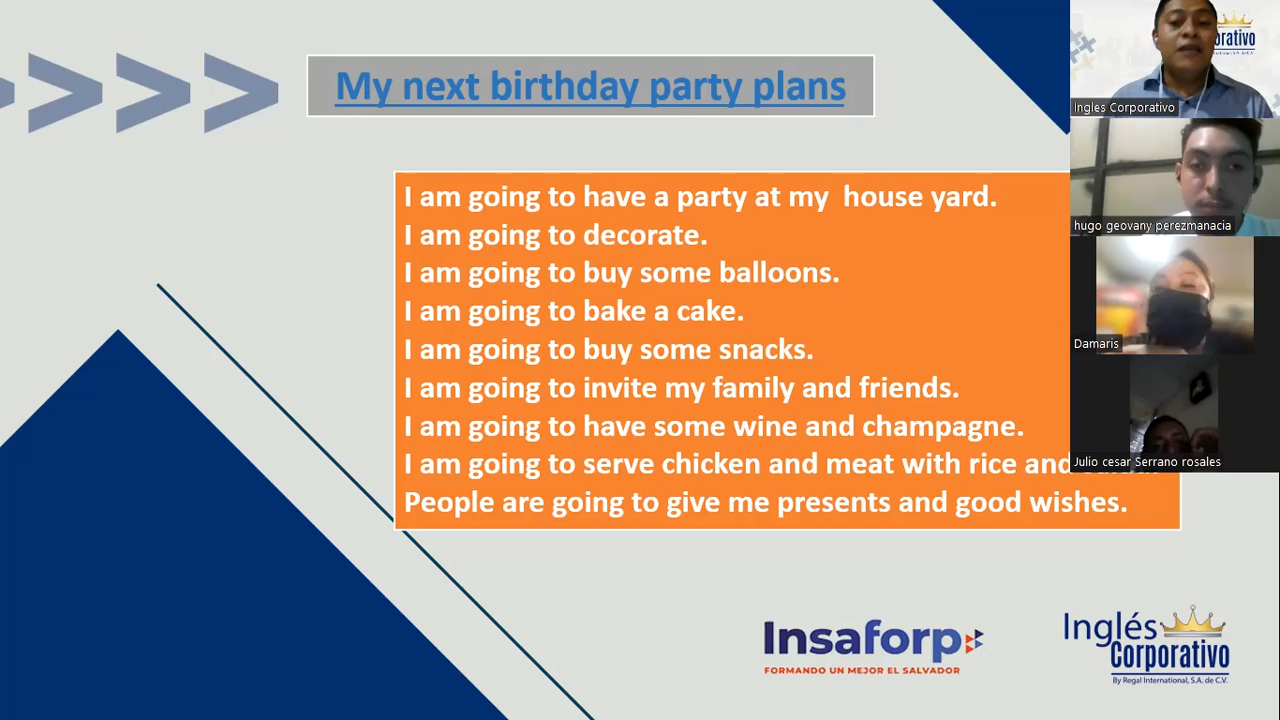 My next birthday party plans
I am going to have a party at my house yard.
I am going to decorate.
I am going to buy some balloons.
I am going to bake a cake.
I am going to buy some snacks.
I am going to invite my family and friends.
I am going to have some wine and champagne.
I am going to serve chicken and meat with rice and
People are going to give me presents and good wishes.
Insaforp
FORMANDO UN MEJOR EL SALVADOR
Inglés
Corporativo
By Regal International, S.A. de C.V.
orativo
Ingles Corporativo
hugo geovany perezmanacia
Damaris
Julio cesar Serrano rosales